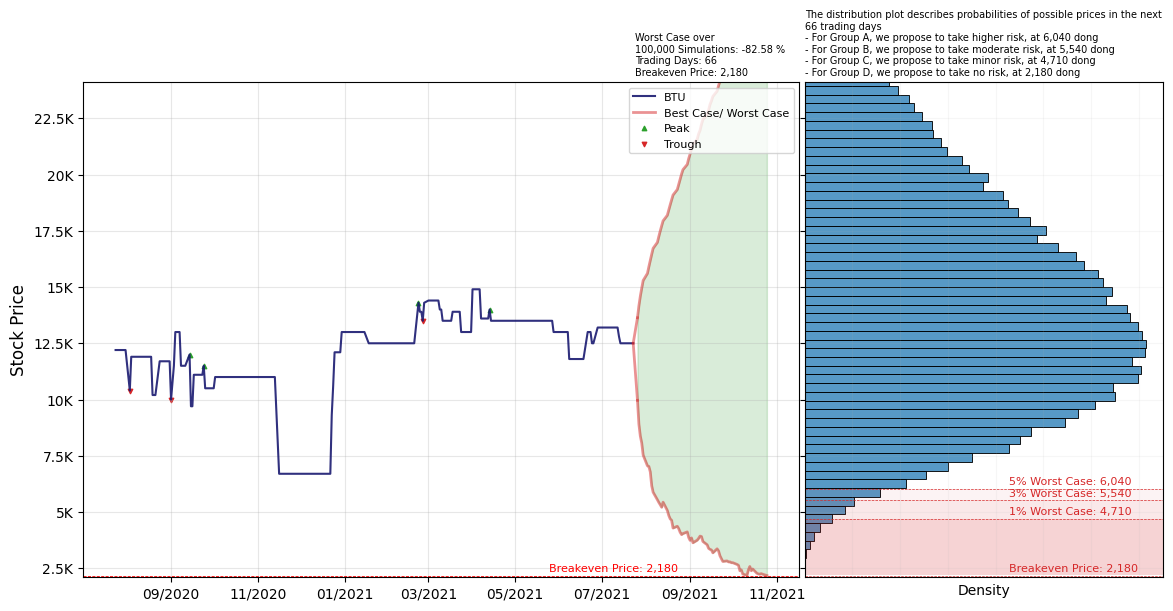 The distribution plot describes probabilities of possible prices in the next
66 trading days
- For Group A, we propose to take higher risk, at 6,040 dong
- For Group B, we propose to take moderate risk, at 5,540 dong
- For Group C, we propose to take minor risk, at 4,710 dong
- For Group D, we propose to take no risk, at 2,180 dong
Worst Case over
100,000 Simulations: -82.58 %
Trading Days: 66
Breakeven Price: 2,180
BTU
Best Case/ Worst Case
Peak
Trough
Stock Price
22.5K
20K
17.5K
15K
12.5K
10K
7.5K
5K
2.5K
Breakeven Price: 2,180
09/2020
11/2020
01/2021
03/2021
05/2021
07/2021
09/2021
11/2021
5% Worst Case: 6,040
3% Worst Case: 5,540
1% Worst Case: 4,710
Breakeven Price: 2,180
Density